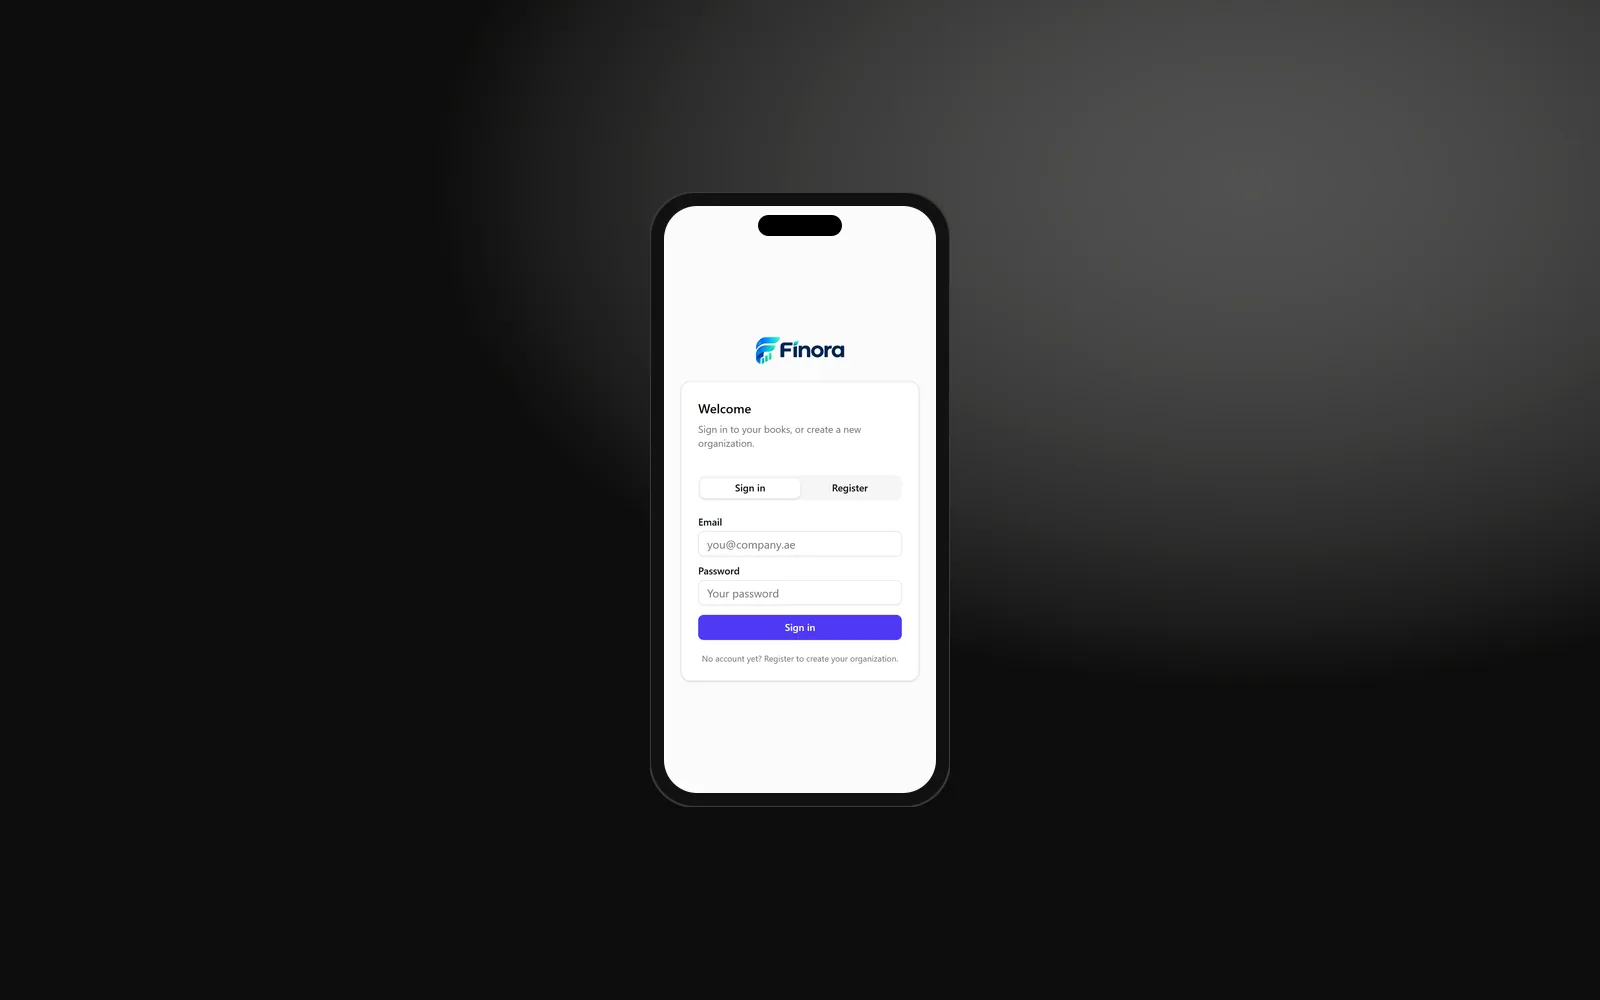 Finora
Welcome
Sign in to your books, or create a new
organization.
Sign in
Register
Email
you@company.ae
Password
Your password
Sign in
No account yet? Register to create your organization.